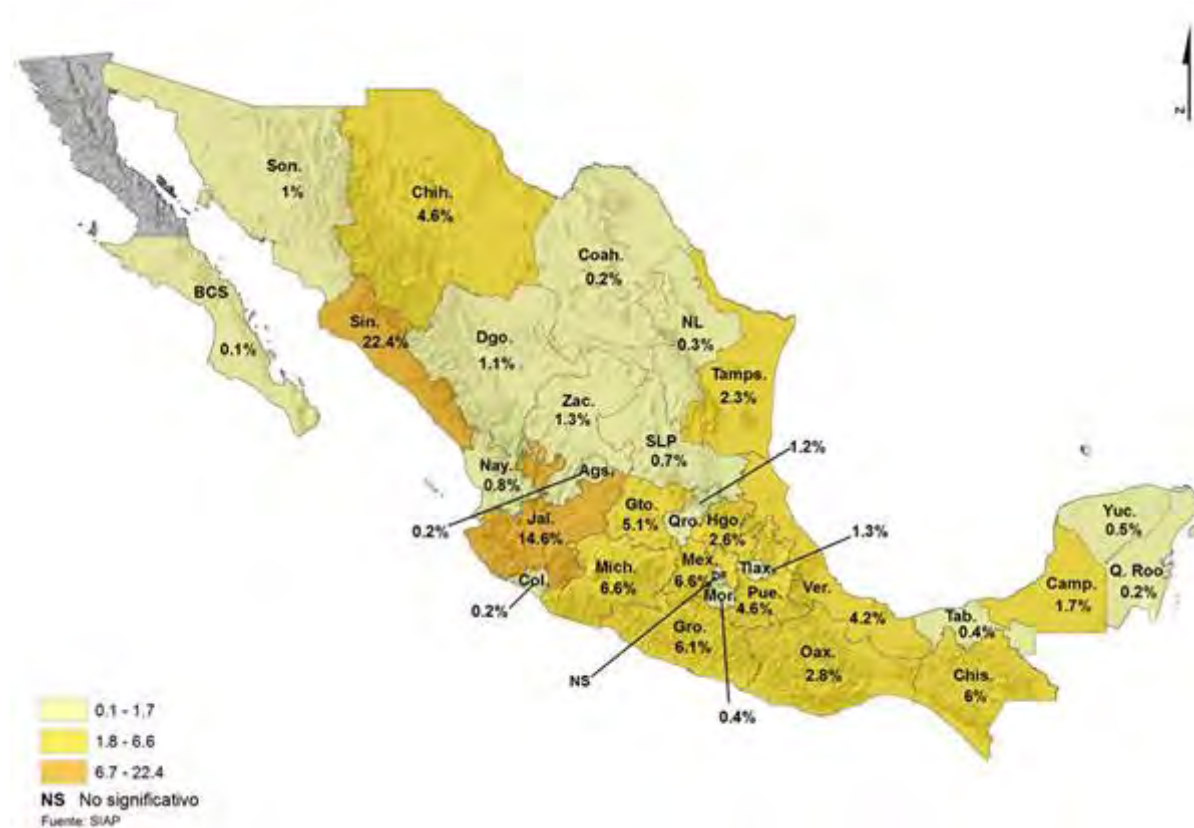 Son.
1%
Chih.
4.6%
Coah.
0.2%
BCS
0.1%
Sin.
22.4%
Dgo.
1.1%
NL
0.3%
Tamps.
2.3%
Zac.
1.3%
SLP
0.7%
1.2%
Nay.
0.8%
Ags.
0.2%
Gto.
5.1%
Qro.
Hgo.
2.6%
1.3%
Jal.
14.6%
Mich.
6.6%
Mex.
6.6%
DF
Tlax.
Mor.
Pue.
4.6%
Ver.
4.2%
Col.
0.2%
Gro.
6.1%
NS
0.4%
Oax.
2.8%
Tab.
0.4%
Chis.
6%
Camp.
1.7%
Yuc.
0.5%
Q. Roo
0.2%
N
0.1 - 1.7
1.8 - 6.6
6.7 - 22.4
NS No significativo
Fuente: SIAP